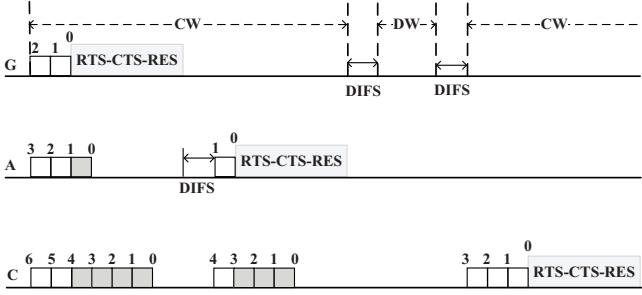 CW DW CW
2 1 0
RTS-CTS-RES
G
DIFS DIFS
3 2 1 0 1 0
RTS-CTS-RES
A
DIFS
6 5 4 3 2 1 0 4 3 2 1 0 3 2 1 0
RTS-CTS-RES
C